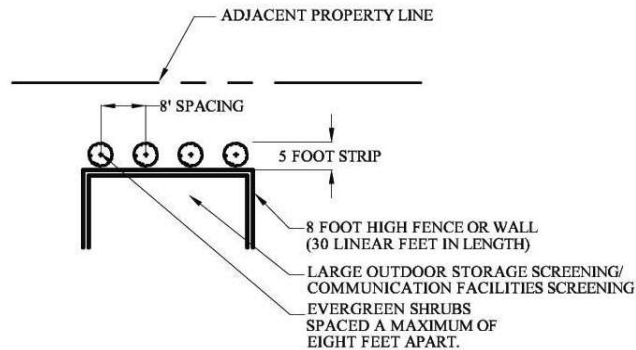 ADJACENT PROPERTY LINE
8' SPACING
5 FOOT STRIP
8 FOOT HIGH FENCE OR WALL
(30 LINEAR FEET IN LENGTH)
LARGE OUTDOOR STORAGE SCREENING/
COMMUNICATION FACILITIES SCREENING
EVERGREEN SHRUBS
SPACED A MAXIMUM OF
EIGHT FEET APART.